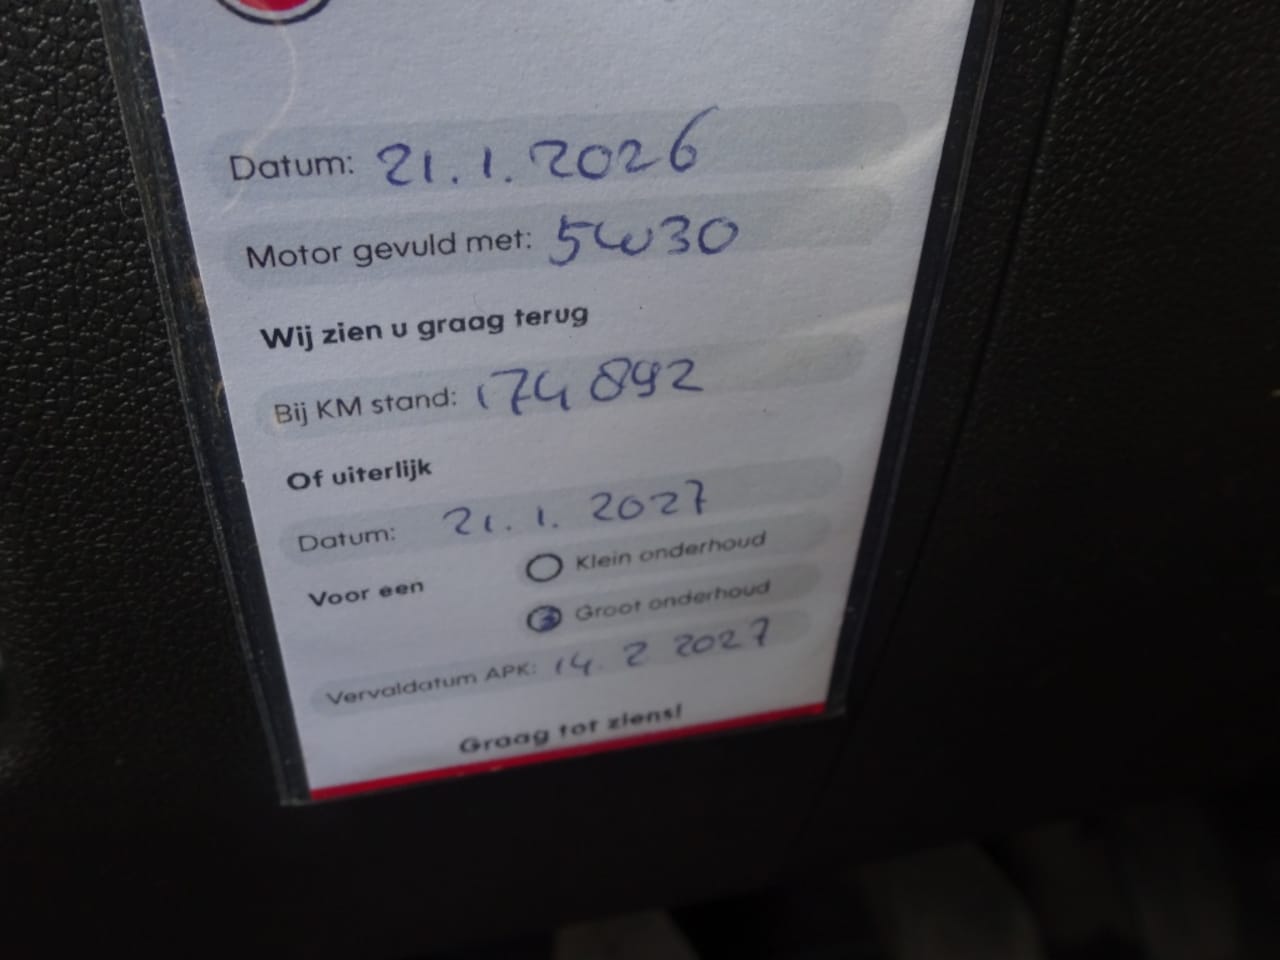 Datum: 21.1.2026
Motor gevuld met: 5W30
Wij zien u graag terug
Bij KM stand: 174 892
Of uiterlijk
Datum: 21.1.2027
Voor een
Klein onderhoud
Groot onderhoud
Vervaldatum APK: 14.2 2027
Graag tot ziens!